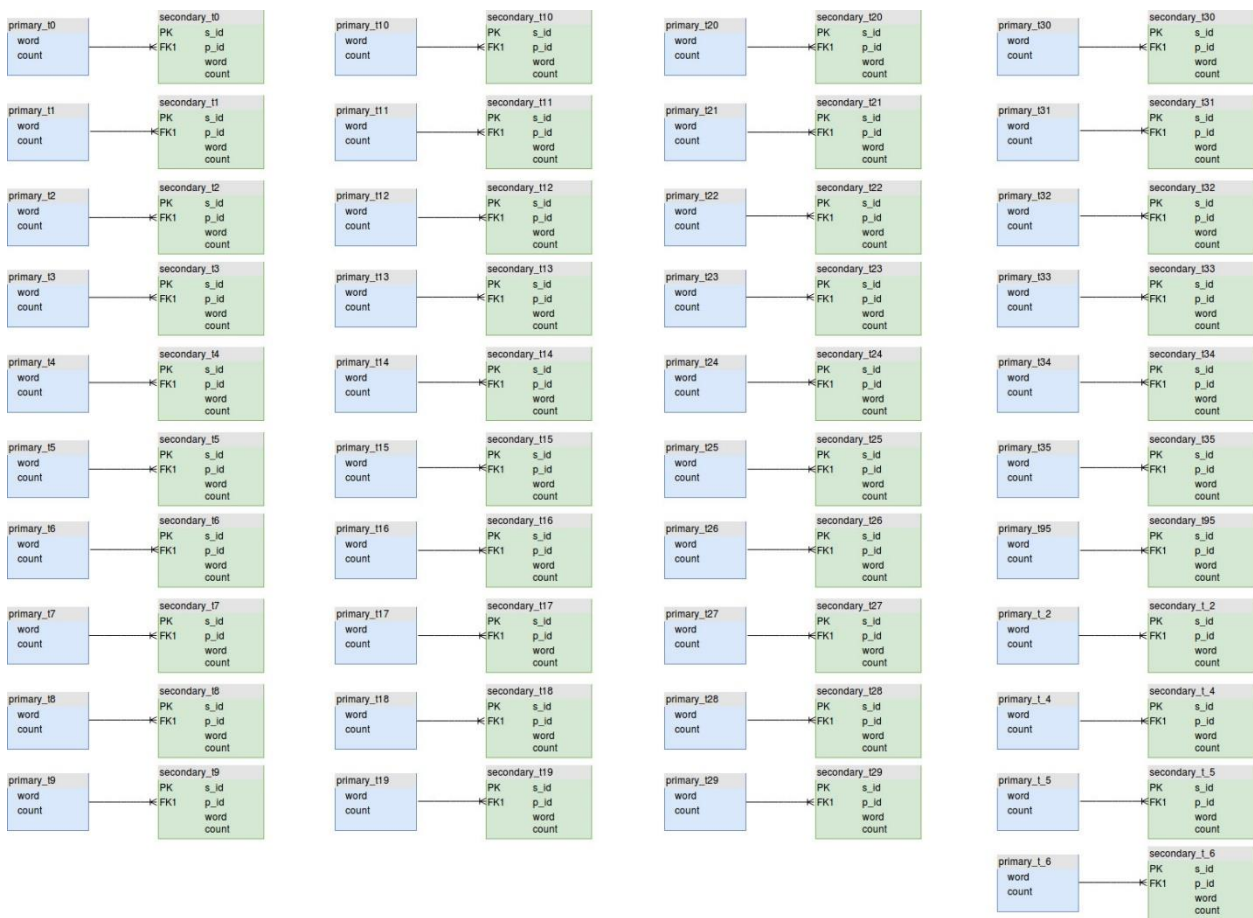 primary_t0
word
count
secondary_t0
PK s_id
FK1 p_id
word
count
primary_t10
word
count
secondary_t10
PK s_id
FK1 p_id
word
count
primary_t20
word
count
secondary_t20
PK s_id
FK1 p_id
word
count
primary_t30
word
count
secondary_t30
PK s_id
FK1 p_id
word
count
primary_t1
word
count
secondary_t1
PK s_id
FK1 p_id
word
count
primary_t11
word
count
secondary_t11
PK s_id
FK1 p_id
word
count
primary_t21
word
count
secondary_t21
PK s_id
FK1 p_id
word
count
primary_t31
word
count
secondary_t31
PK s_id
FK1 p_id
word
count
primary_t2
word
count
secondary_t2
PK s_id
FK1 p_id
word
count
primary_t12
word
count
secondary_t12
PK s_id
FK1 p_id
word
count
primary_t22
word
count
secondary_t22
PK s_id
FK1 p_id
word
count
primary_t32
word
count
secondary_t32
PK s_id
FK1 p_id
word
count
primary_t3
word
count
secondary_t3
PK s_id
FK1 p_id
word
count
primary_t13
word
count
secondary_t13
PK s_id
FK1 p_id
word
count
primary_t23
word
count
secondary_t23
PK s_id
FK1 p_id
word
count
primary_t33
word
count
secondary_t33
PK s_id
FK1 p_id
word
count
primary_t4
word
count
secondary_t4
PK s_id
FK1 p_id
word
count
primary_t14
word
count
secondary_t14
PK s_id
FK1 p_id
word
count
primary_t24
word
count
secondary_t24
PK s_id
FK1 p_id
word
count
primary_t34
word
count
secondary_t34
PK s_id
FK1 p_id
word
count
primary_t5
word
count
secondary_t5
PK s_id
FK1 p_id
word
count
primary_t15
word
count
secondary_t15
PK s_id
FK1 p_id
word
count
primary_t25
word
count
secondary_t25
PK s_id
FK1 p_id
word
count
primary_t35
word
count
secondary_t35
PK s_id
FK1 p_id
word
count
primary_t6
word
count
secondary_t6
PK s_id
FK1 p_id
word
count
primary_t16
word
count
secondary_t16
PK s_id
FK1 p_id
word
count
primary_t26
word
count
secondary_t26
PK s_id
FK1 p_id
word
count
primary_t95
word
count
secondary_t95
PK s_id
FK1 p_id
word
count
primary_t7
word
count
secondary_t7
PK s_id
FK1 p_id
word
count
primary_t17
word
count
secondary_t17
PK s_id
FK1 p_id
word
count
primary_t27
word
count
secondary_t27
PK s_id
FK1 p_id
word
count
primary_t_2
word
count
secondary_t_2
PK s_id
FK1 p_id
word
count
primary_t8
word
count
secondary_t8
PK s_id
FK1 p_id
word
count
primary_t18
word
count
secondary_t18
PK s_id
FK1 p_id
word
count
primary_t28
word
count
secondary_t28
PK s_id
FK1 p_id
word
count
primary_t_4
word
count
secondary_t_4
PK s_id
FK1 p_id
word
count
primary_t9
word
count
secondary_t9
PK s_id
FK1 p_id
word
count
primary_t19
word
count
secondary_t19
PK s_id
FK1 p_id
word
count
primary_t29
word
count
secondary_t29
PK s_id
FK1 p_id
word
count
primary_t_5
word
count
secondary_t_5
PK s_id
FK1 p_id
word
count
primary_t_6
word
count
secondary_t_6
PK s_id
FK1 p_id
word
count